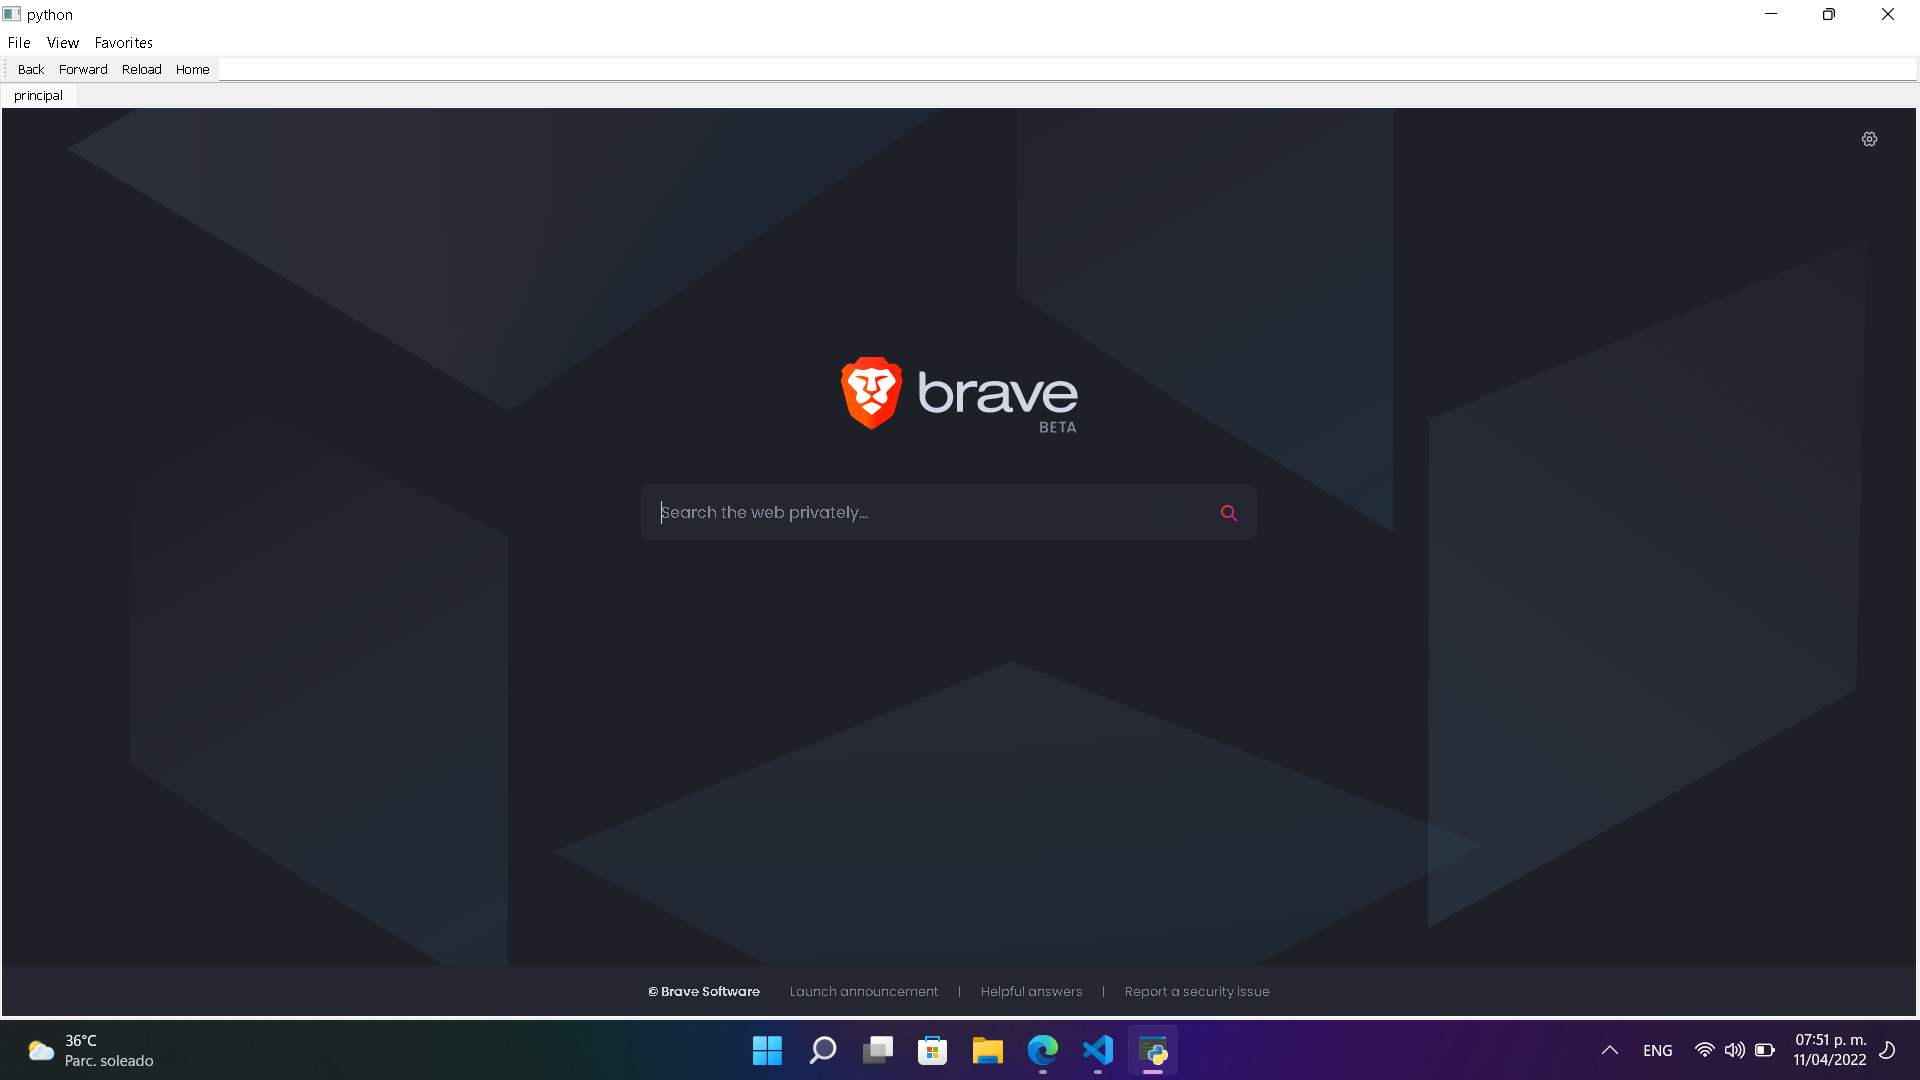 python
File View Favorites
Back Forward Reload Home
principal
brave
BETA
Search the web privately...
© Brave Software Launch announcement | Helpful answers | Report a security issue
36°C
Parc. soleado
ENG
07:51 p. m.
11/04/2022